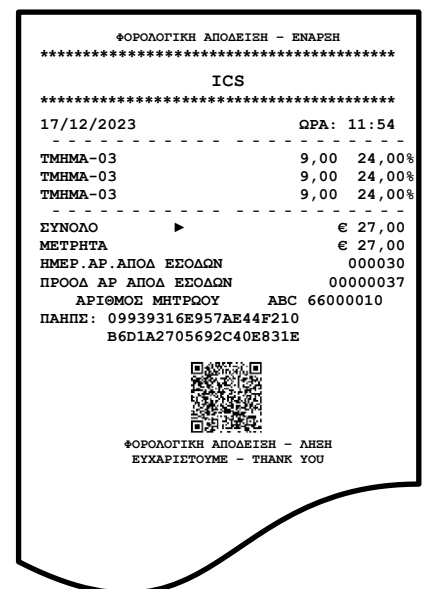 ΦΟΡΟΛΟΓΙΚΗ ΑΠΟΔΕΙΞΗ – ΕΝΑΡΞΗ
******************************************
ICS
******************************************
17/12/2023 ΩΡΑ: 11:54
- - - - - - - - - - - - - - - - - - - - -
ΤΜΗΜΑ-03 9,00 24,00%
ΤΜΗΜΑ-03 9,00 24,00%
ΤΜΗΜΑ-03 9,00 24,00%
- - - - - - - - - - - - - - - - - - - - -
ΣΥΝΟΛΟ ► € 27,00
ΜΕΤΡΗΤΑ € 27,00
ΗΜΕΡ.ΑΡ.ΑΠΟΔ ΕΣΟΔΩΝ 000030
ΠΡΟΟΔ ΑΡ ΑΠΟΔ ΕΣΟΔΩΝ 00000037
ΑΡΙΘΜΟΣ ΜΗΤΡΩΟΥ ABC 66000010
ΠΑΗΠΣ: 09939316E957AE44F210
B6D1A2705692C40E831E
ΦΟΡΟΛΟΓΙΚΗ ΑΠΟΔΕΙΞΗ – ΛΗΞΗ
ΕΥΧΑΡΙΣΤΟΥΜΕ – THANK YOU